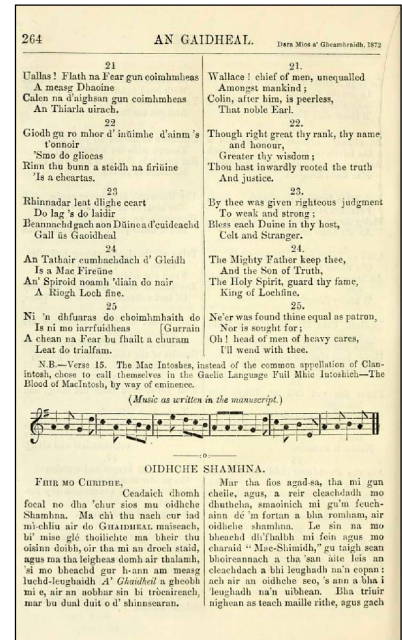 264
AN GAIDHEAL.
Dara Mios a' Gheamhraidh, 1872
21
Uallas! Flath na Fear gun coimhmheas
A measg Dhaoine
Calen na d'aighsan gun coimhmheas
An Thiarla uirach.
22
Giodh gu ro mhor d' inüimhe d'ainm 's
t'onnoir
'Smo do gliocas
Rinn thu bunn a steidh na firiüine
'Is a cheartas.
23
Rhinnadar leat dlighe ceart
Do lag 's do laidir
Beannachd gach aon Düine ad'cuideachd
Gall üs Gaoidheal
24
An Tathair cumhachdach d' Gleidh
Is a Mac Fireüne
An' Spiroid noamh 'diain do nair
A Riogh Loch fine.
25
Ni 'n dhfuaras do choimhmhaith do
Is ni mo iarrfuidheas [Gurrain
A chean na Fear bu fhailt a churam
Leat do trialfam.
21.
Wallace! chief of men, unequalled
Amongst mankind;
Colin, after him, is peerless,
That noble Earl.
22.
Though right great thy rank, thy name
and honour,
Greater thy wisdom;
Thou hast inwardly rooted the truth
And justice.
23.
By thee was given righteous judgment
To weak and strong;
Bless each Duine in thy host,
Celt and Stranger.
24.
The Mighty Father keep thee,
And the Son of Truth,
The Holy Spirit, guard thy fame,
King of Lochfine.
25.
Ne'er was found thine equal as patron,
Nor is sought for;
Oh! head of men of heavy cares,
I'll wend with thee.
N.B.—Verse 15. The Mac Intoshes, instead of the common appellation of Clan-
intosh, chose to call themselves in the Gaelic Language Fuil Mhic Intoshich—The
Blood of MacIntosh, by way of eminence.
(Music as written in the manuscript.)
:o:
OIDHCHE SHAMHNA.
FHIR MO CHRIDHE,
Ceadaich dhomh
focal no dha 'chur sios mu oidhche
Shamhna. Ma chi thu nach cur iad
mi-chliu air do GHAIDHEAL maiseach,
bi' mise glé thoilichte ma bheir thu
oisinn doibh, oir tha mi an droch staid,
agus ma tha leigheas domh air thalamh,
'si mo bheachd gur h-ann am measg
luchd-leughaidh A' Ghaidheil a gheobh
mi e, air an aobhar sin bi tròcaireach,
mar bu dual duit o d' shinnsearan.
Mar tha fios agad-sa, tha mi gun
cheile, agus, a reir cleachdadh mo
dhutheha, smaoinich mi gu'm feuch-
ainn dé 'm fortan a bha romham, air
oidhche shamhna. Le sin na mo
bheachd dh'fhalbh mi fein agus mo
charaid "Mac-Shimidh," gu taigh sean
bhoireannach a tha 'san aite leis an
cleachdach a bhi leughadh na'n copan:
ach air an oidhche seo, 's ann a bha i
'leughadh na'n uibhean. Bha triuir
nighean as teach maille rithe, agus gach